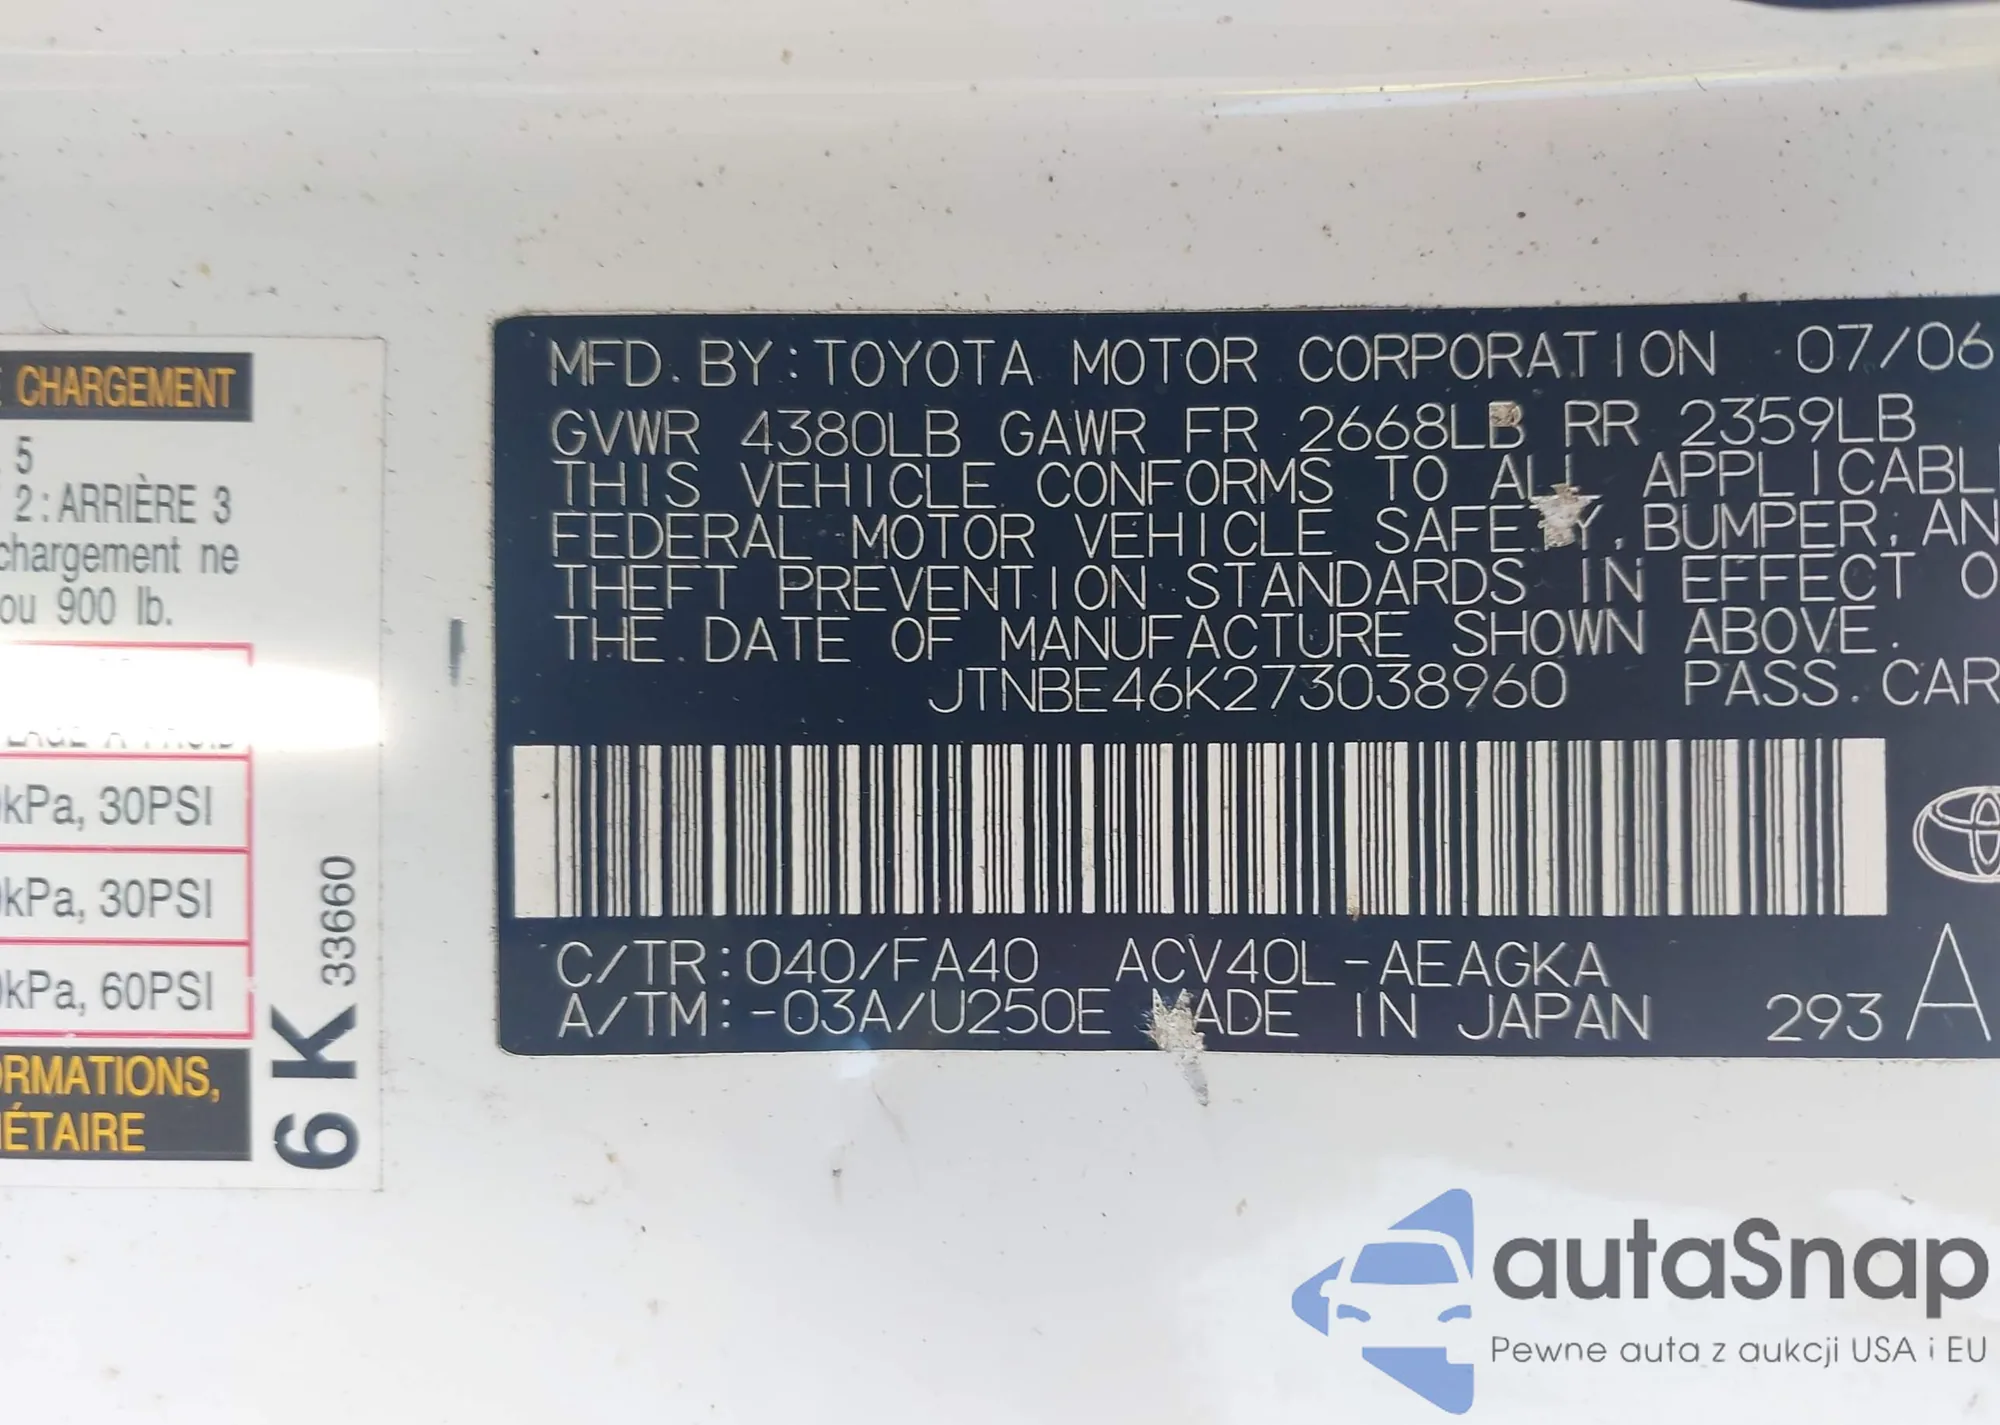 CHARGEMENT
5
2:ARRIÈRE 3
chargement ne
ou 900 lb.
kPa, 30PSI
kPa, 30PSI
kPa, 60PSI
6K 33660
MFD. BY:TOYOTA MOTOR CORPORATION 07/06
GVWR 4380LB GAWR FR 2668LB RR 2359LB
THIS VEHICLE CONFORMS TO ALL APPLICABL
FEDERAL MOTOR VEHICLE SAFETY, BUMPER, AN
THEFT PREVENTION STANDARDS IN EFFECT O
THE DATE OF MANUFACTURE SHOWN ABOVE.
JTNBE46K273038960 PASS. CAR
C/TR:040/FA40 ACV40L-AEAGKA
A/TM:-03A/U250E MADE IN JAPAN 293 A
autaSnap
Pewne auta z aukcji USA i EU